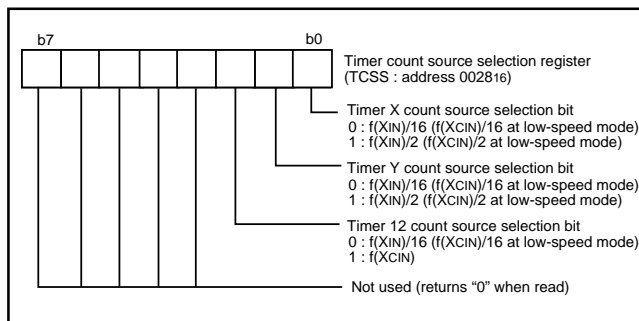 b7 b0
Timer count source selection register
(TCSS : address 002816)
Timer X count source selection bit
0 : f(XIN)/16 (f(XCIN)/16 at low-speed mode)
1 : f(XIN)/2 (f(XCIN)/2 at low-speed mode)
Timer Y count source selection bit
0 : f(XIN)/16 (f(XCIN)/16 at low-speed mode)
1 : f(XIN)/2 (f(XCIN)/2 at low-speed mode)
Timer 12 count source selection bit
0 : f(XIN)/16 (f(XCIN)/16 at low-speed mode)
1 : f(XCIN)
Not used (returns “0” when read)